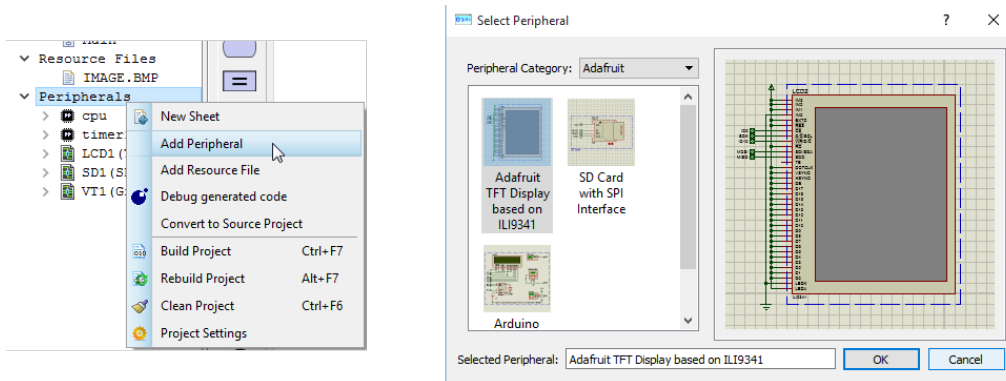 Main
Resource Files
IMAGE.BMP
Peripherals
cpu
timer
LCD1(
SD1(S
VT1(G
New Sheet
Add Peripheral
Add Resource File
Debug generated code
Convert to Source Project
Build Project Ctrl+F7
Rebuild Project Alt+F7
Clean Project Ctrl+F6
Project Settings
Select Peripheral
Peripheral Category: Adafruit
Adafruit
TFT Display
based on
ILI9341
SD Card
with SPI
Interface
Arduino
LCD2
Selected Peripheral: Adafruit TFT Display based on ILI9341
OK
Cancel